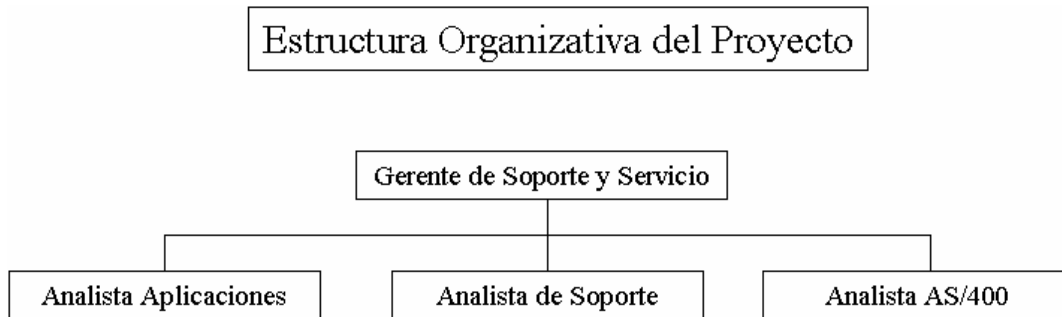 Estructura Organizativa del Proyecto
Gerente de Soporte y Servicio
Analista Aplicaciones
Analista de Soporte
Analista AS/400